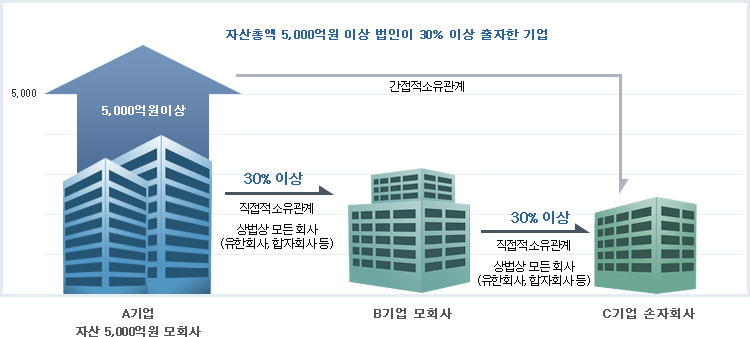 자산총액 5,000억원 이상 법인이 30% 이상 출자한 기업
간접적소유관계
5,000
5,000억원이상
30% 이상
직접적소유관계
상법상 모든 회사
(유한회사, 합자회사 등)
30% 이상
직접적소유관계
상법상 모든 회사
(유한회사, 합자회사 등)
A기업
자산 5,000억원 모회사
B기업 모회사
C기업 손자회사